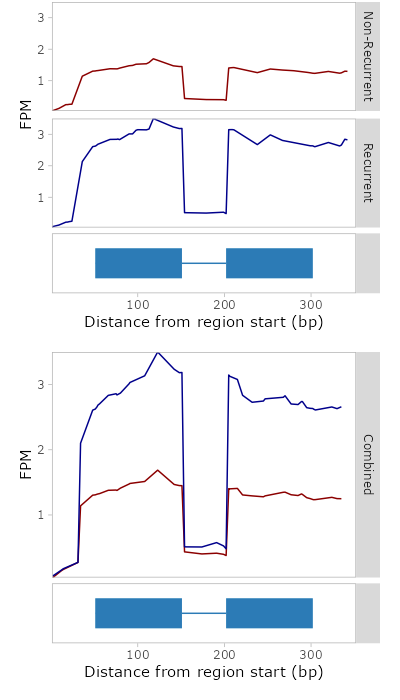 3
2
1
Non-Recurrent
FPM
3
2
1
Recurrent
100 200 300
Distance from region start (bp)
3
2
1
FPM
Combined
100 200 300
Distance from region start (bp)